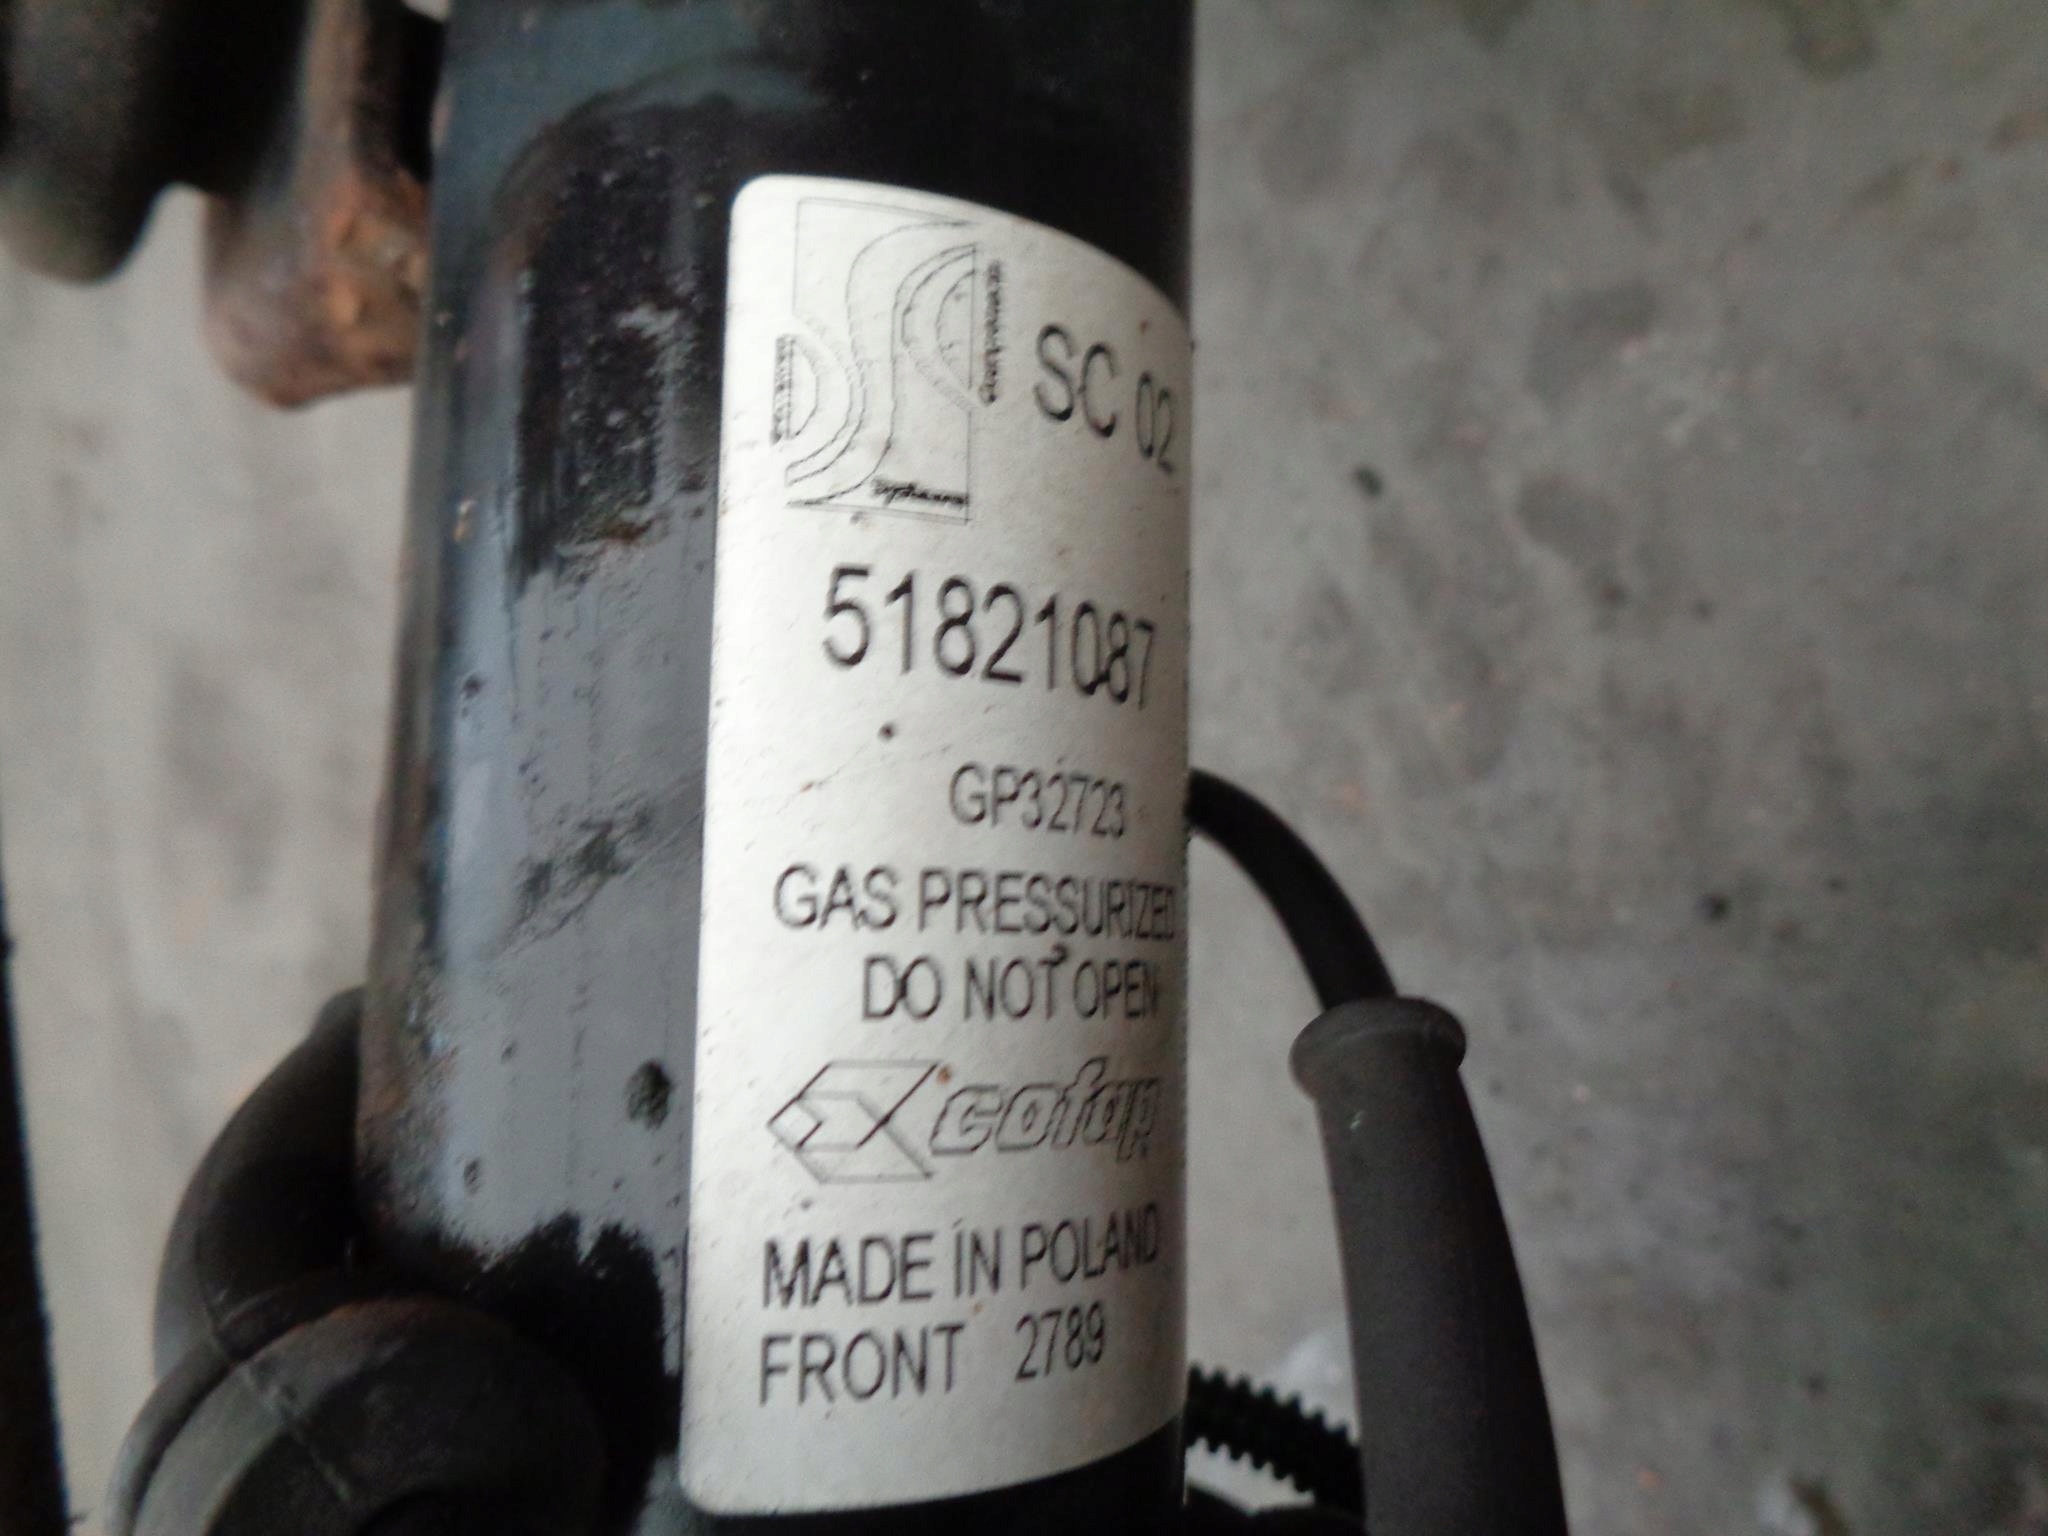 SC 02
51821087
GP32723
GAS PRESSURIZED
DO NOT OPEN
cofap
MADE IN POLAND
FRONT 2789